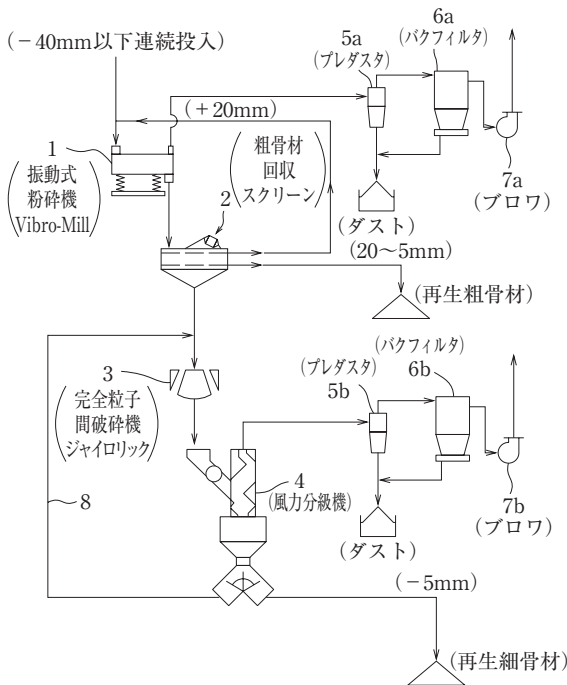 (−40mm以下連続投入)
(+20mm)
1
振動式
粉砕機
Vibro-Mill
粗骨材
回収
スクリーン
2
5a
(プレダスタ)
6a
(バクフィルタ)
7a
(ブロワ)
(ダスト)
(20〜5mm)
(再生粗骨材)
3
完全粒子
間破砕機
ジャイロリック
(プレダスタ)
5b
(バクフィルタ)
6b
4
(風力分級機)
8
7b
(ブロワ)
(ダスト)
(−5mm)
(再生細骨材)